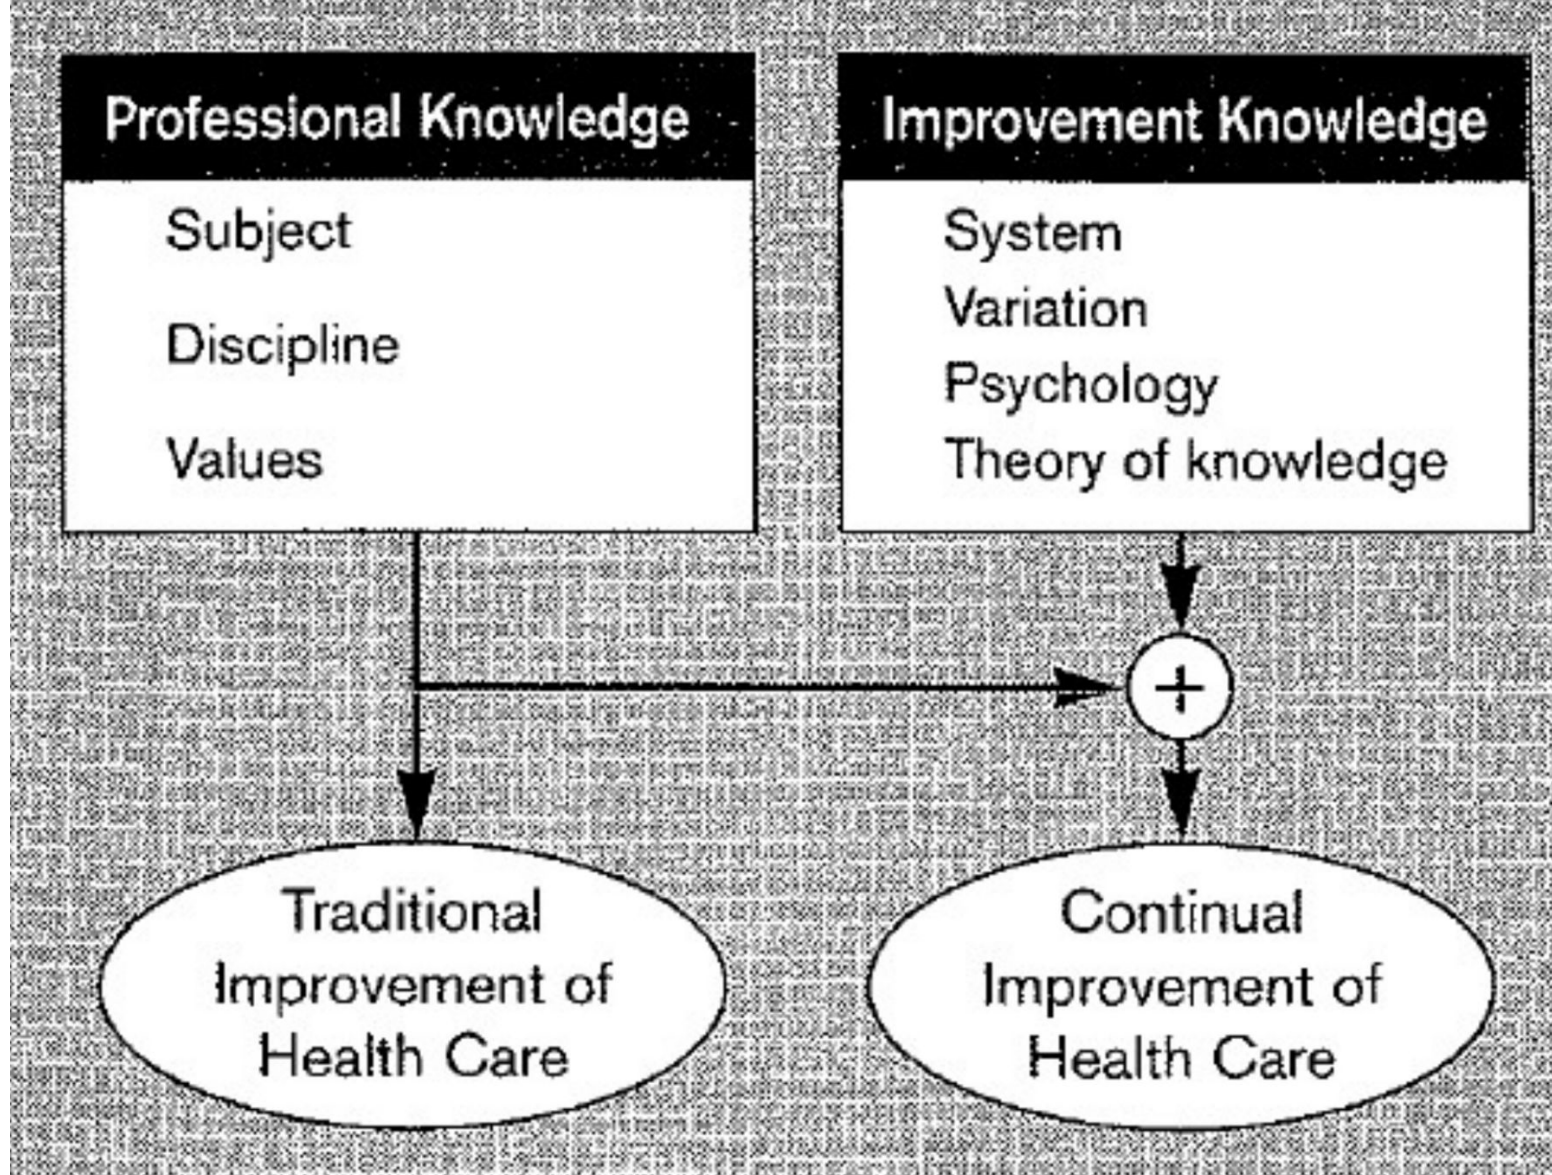 Professional Knowledge
Subject
Discipline
Values
Improvement Knowledge
System
Variation
Psychology
Theory of knowledge
+
Traditional
Improvement of
Health Care
Continual
Improvement of
Health Care